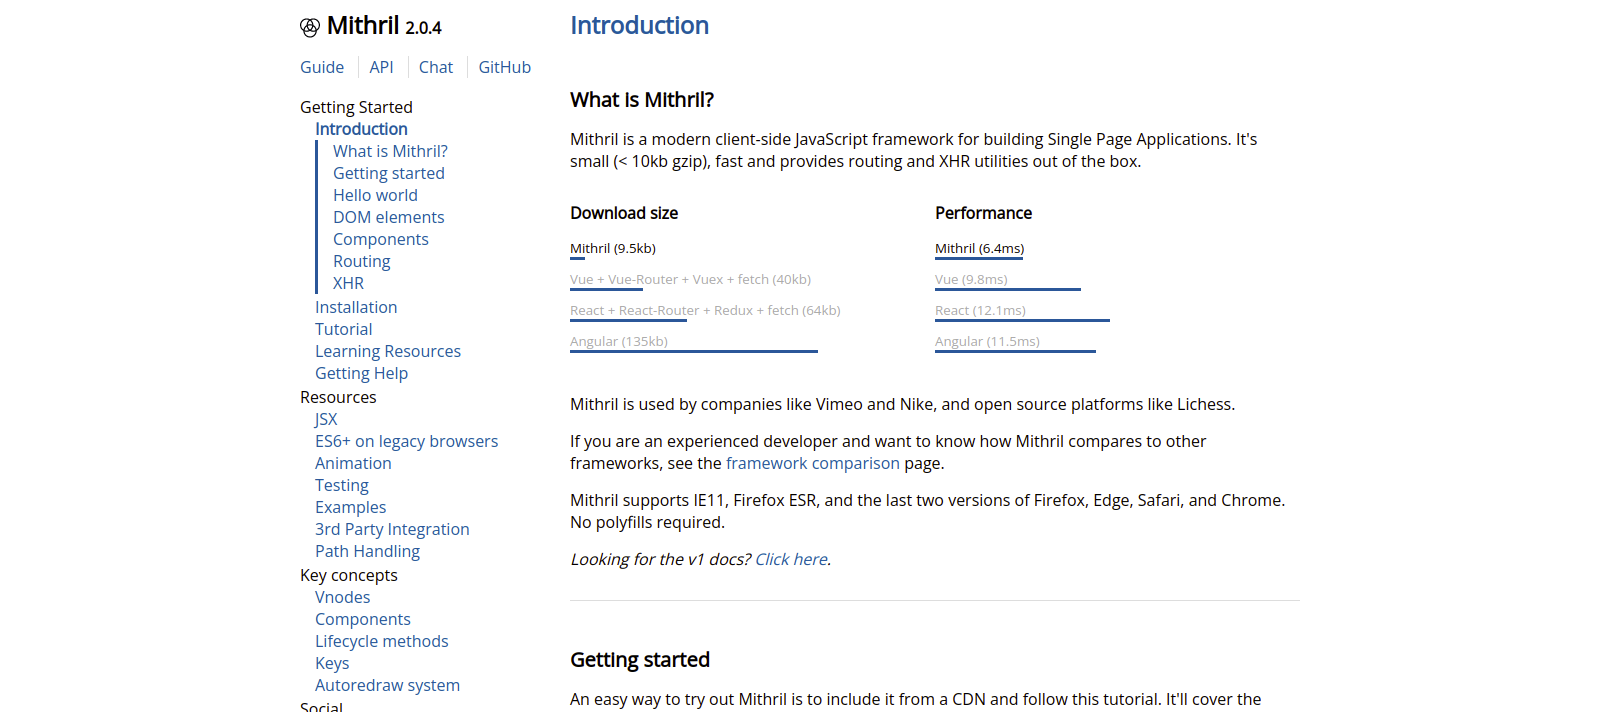 Mithril 2.0.4
Guide
API
Chat
GitHub
Getting Started
Introduction
What is Mithril?
Getting started
Hello world
DOM elements
Components
Routing
XHR
Installation
Tutorial
Learning Resources
Getting Help
Resources
JSX
ES6+ on legacy browsers
Animation
Testing
Examples
3rd Party Integration
Path Handling
Key concepts
Vnodes
Components
Lifecycle methods
Keys
Autoredraw system
Social
Introduction
What is Mithril?
Mithril is a modern client-side JavaScript framework for building Single Page Applications. It's
small (< 10kb gzip), fast and provides routing and XHR utilities out of the box.
Download size
Mithril (9.5kb)
Vue + Vue-Router + Vuex + fetch (40kb)
React + React-Router + Redux + fetch (64kb)
Angular (135kb)
Performance
Mithril (6.4ms)
Vue (9.8ms)
React (12.1ms)
Angular (11.5ms)
Mithril is used by companies like Vimeo and Nike, and open source platforms like Lichess.
If you are an experienced developer and want to know how Mithril compares to other
frameworks, see the framework comparison page.
Mithril supports IE11, Firefox ESR, and the last two versions of Firefox, Edge, Safari, and Chrome.
No polyfills required.
Looking for the v1 docs? Click here.
Getting started
An easy way to try out Mithril is to include it from a CDN and follow this tutorial. It'll cover the